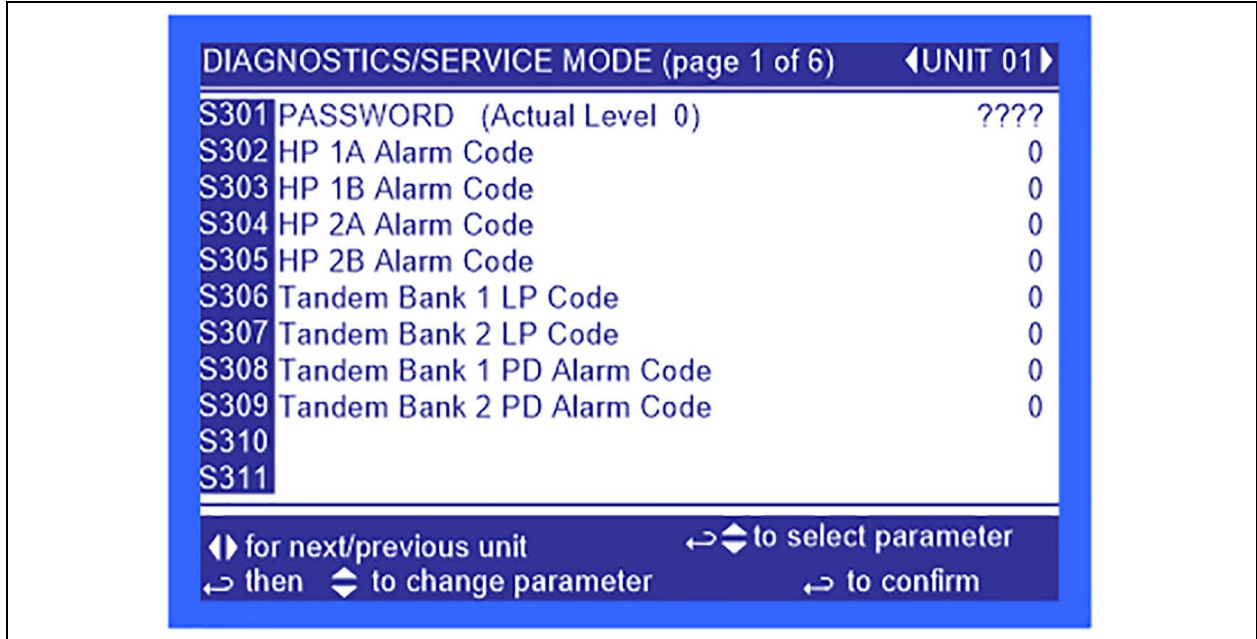 DIAGNOSTICS/SERVICE MODE (page 1 of 6) UNIT 01
S301 PASSWORD (Actual Level 0) ????
S302 HP 1A Alarm Code 0
S303 HP 1B Alarm Code 0
S304 HP 2A Alarm Code 0
S305 HP 2B Alarm Code 0
S306 Tandem Bank 1 LP Code 0
S307 Tandem Bank 2 LP Code 0
S308 Tandem Bank 1 PD Alarm Code 0
S309 Tandem Bank 2 PD Alarm Code 0
S310
S311
for next/previous unit to select parameter
then to change parameter to confirm